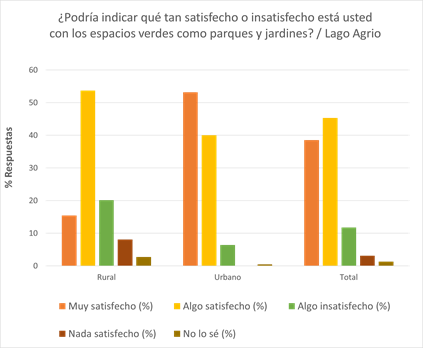 ¿Podría indicar qué tan satisfecho o insatisfecho está usted
con los espacios verdes como parques y jardines? / Lago Agrio
% Respuestas
60
50
40
30
20
10
0
Rural Urbano Total
Muy satisfecho (%) Algo satisfecho (%) Algo insatisfecho (%)
Nada satisfecho (%) No lo sé (%)